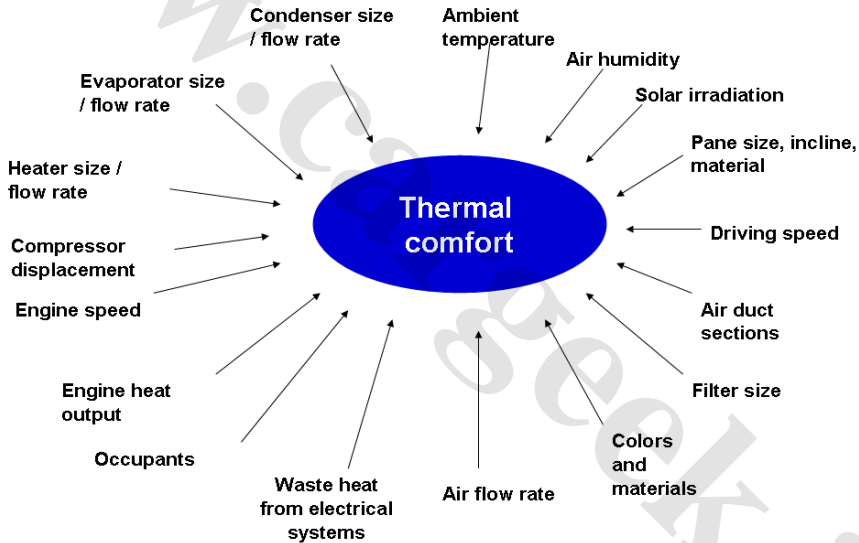 Condenser size
/ flow rate
Ambient
temperature
Air humidity
Solar irradiation
Evaporator size
/ flow rate
Pane size, incline,
material
Heater size /
flow rate
Thermal
comfort
Driving speed
Compressor
displacement
Engine speed
Air duct
sections
Engine heat
output
Filter size
Occupants
Colors
and
materials
Waste heat
from electrical
systems
Air flow rate